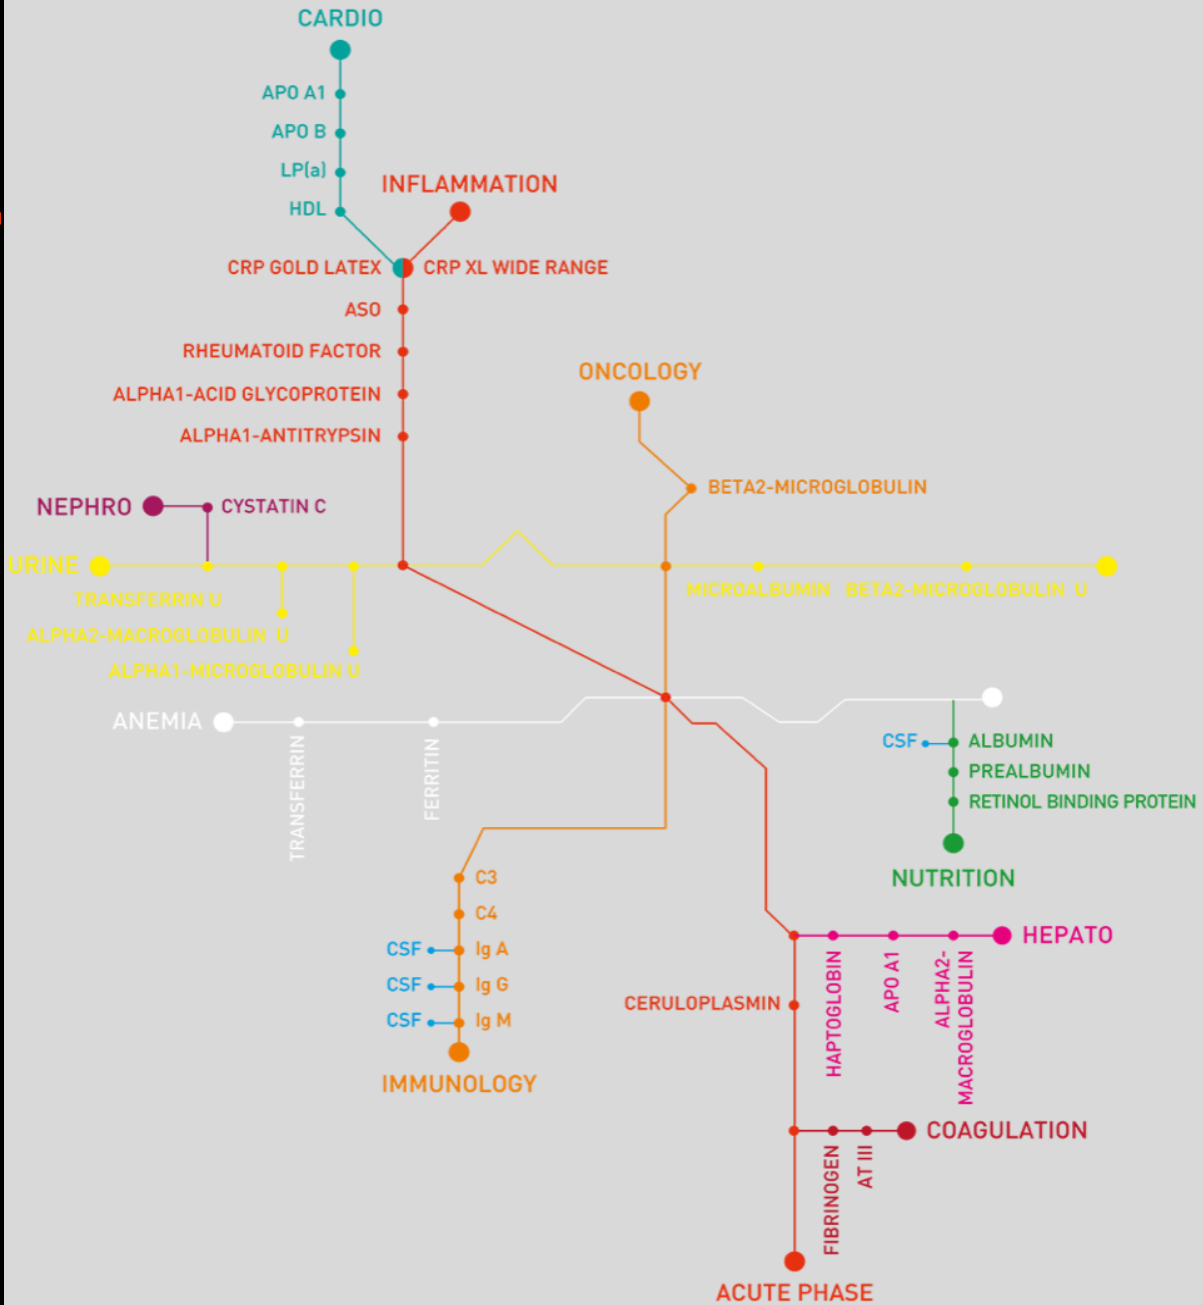 CARDIO
APO A1
APO B
LP(a)
HDL
INFLAMMATION
CRP GOLD LATEX
CRP XL WIDE RANGE
ASO
RHEUMATOID FACTOR
ALPHA1-ACID GLYCOPROTEIN
ALPHA1-ANTITRYPSIN
ONCOLOGY
BETA2-MICROGLOBULIN
NEPHRO
CYSTATIN C
URINE
TRANSFERRIN U
ALPHA2-MACROGLOBULIN U
ALPHA1-MICROGLOBULIN U
MICROALBUMIN
BETA2-MICROGLOBULIN U
ANEMIA
TRANSFERRIN
FERRITIN
CSF
ALBUMIN
PREALBUMIN
RETINOL BINDING PROTEIN
NUTRITION
C3
C4
CSF
Ig A
CSF
Ig G
CSF
Ig M
IMMUNOLOGY
HEPATO
HAPTOGLOBIN
APO A1
ALPHA2-
MACROGLOBULIN
CERULOPLASMIN
COAGULATION
FIBRINOGEN
AT III
ACUTE PHASE